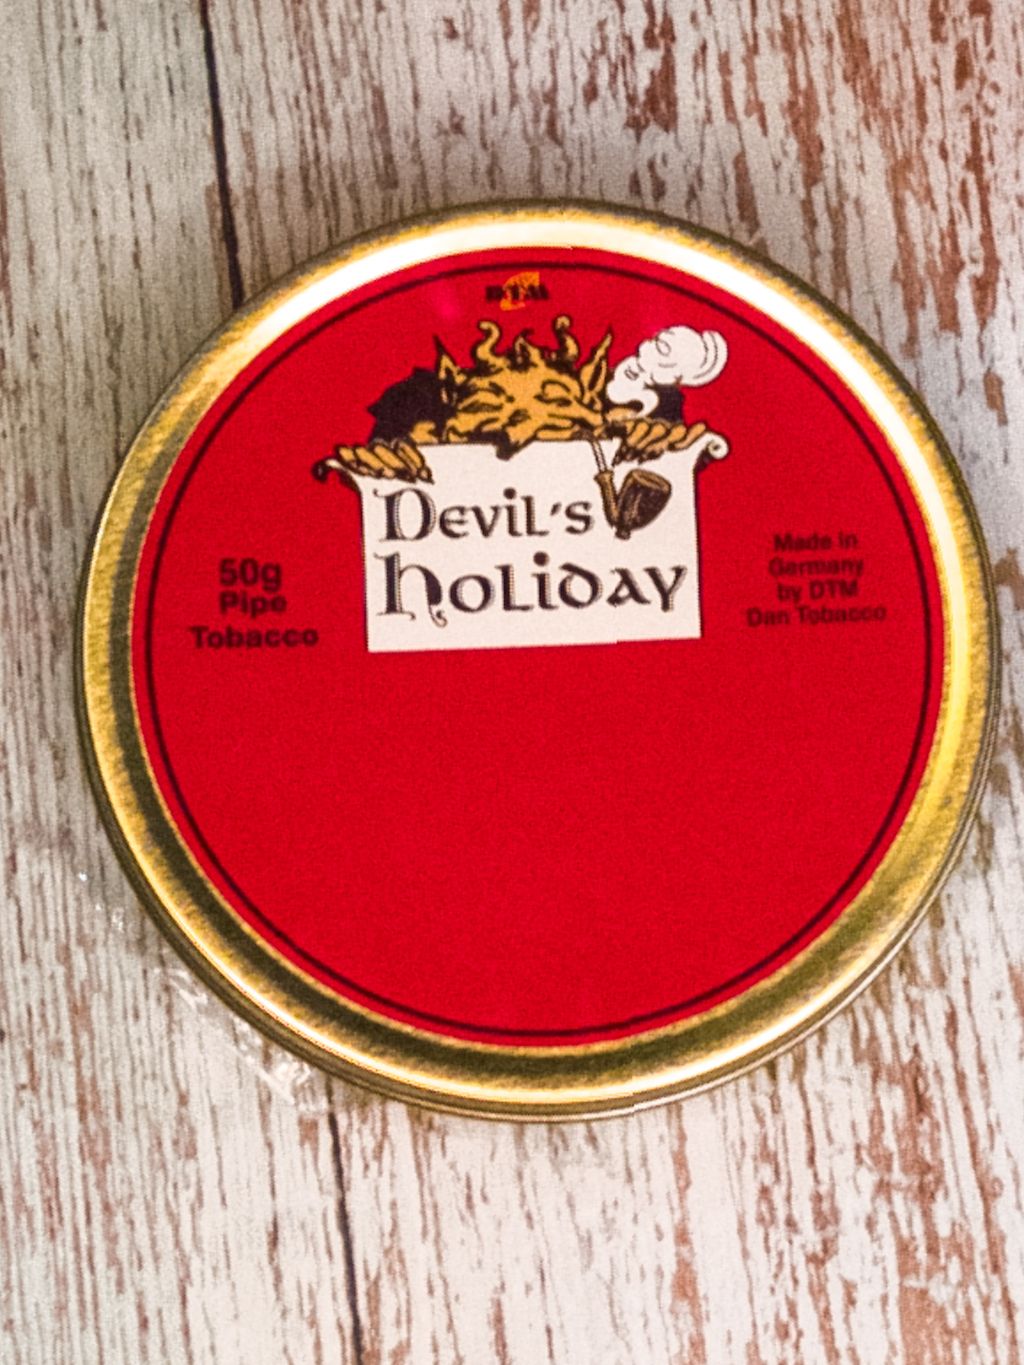 DTM
Devil's
Holiday
50g
Pipe
Tobacco
Made in
Germany
by DTM
Dan Tobacco